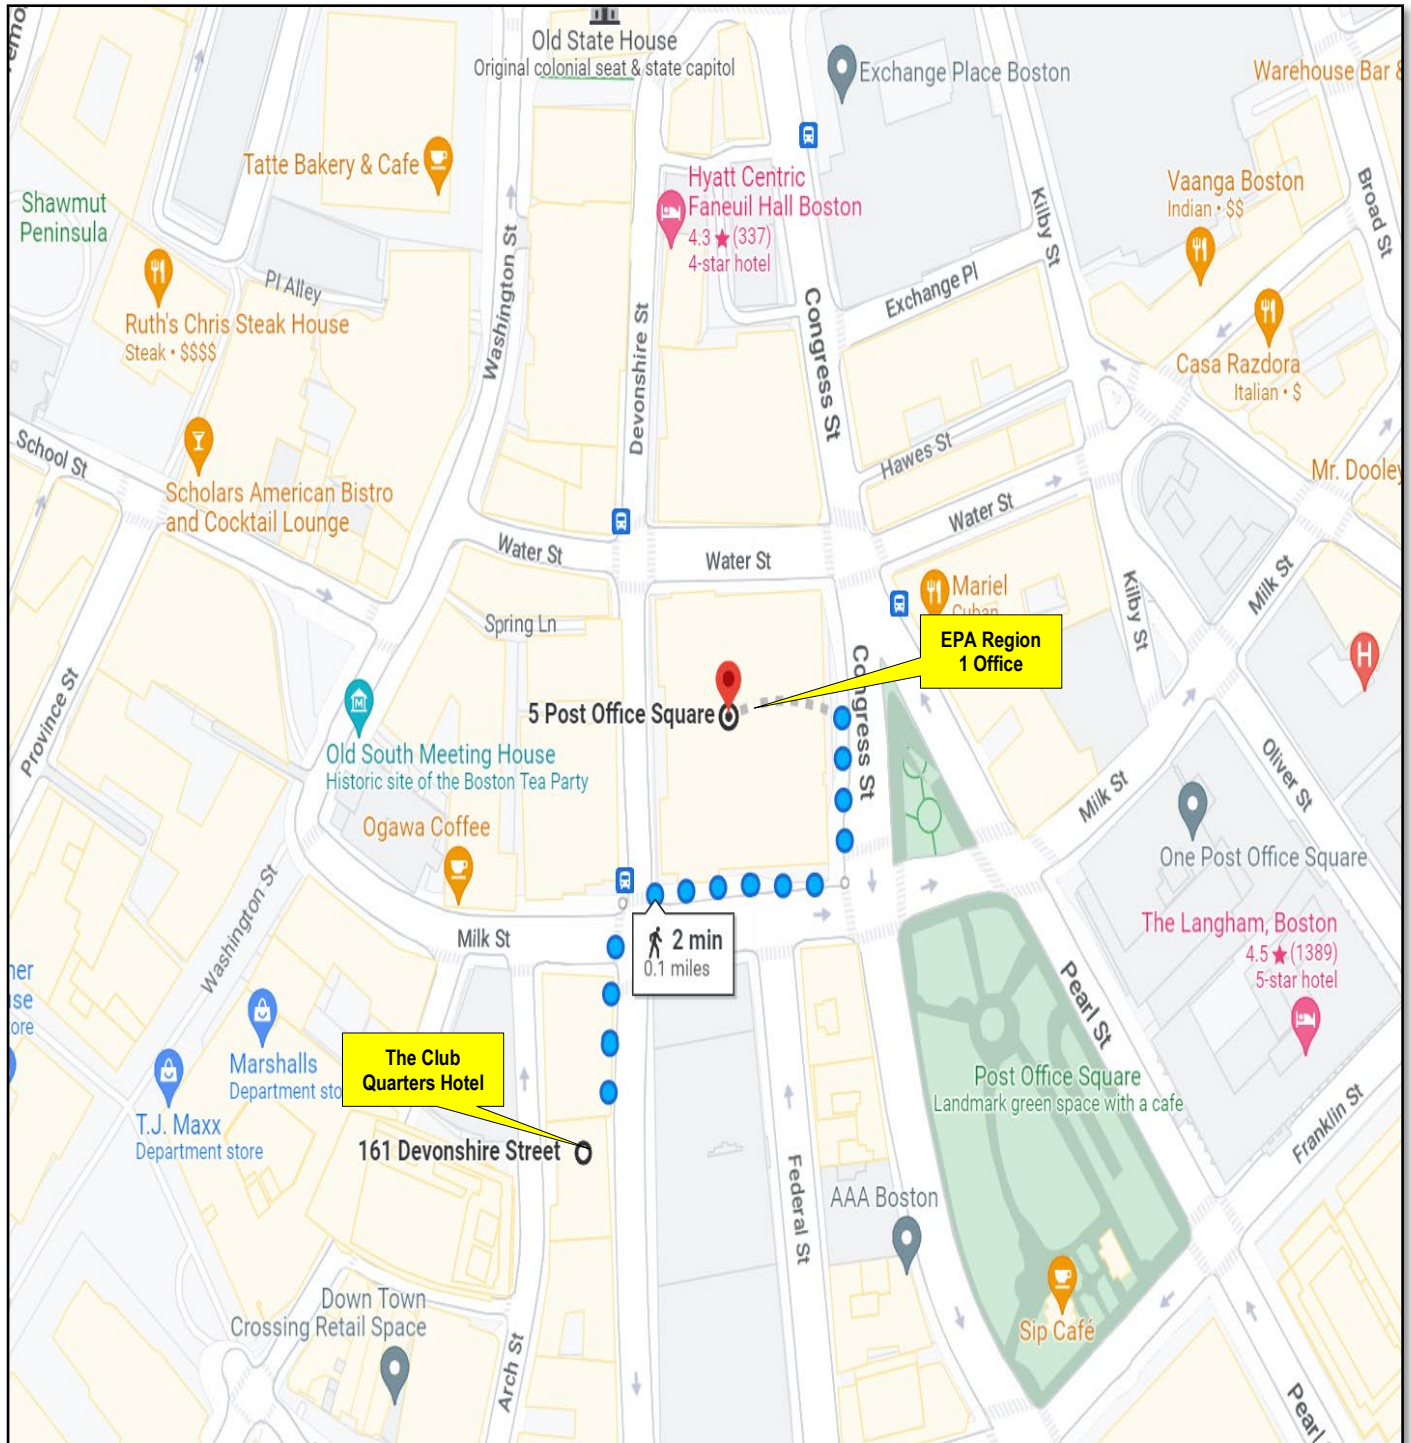 Old State House
Original colonial seat & state capitol
Exchange Place Boston
Warehouse Bar &
Tatte Bakery & Cafe
Hyatt Centric
Faneuil Hall Boston
4.3 ★ (337)
4-star hotel
Vaanga Boston
Indian • $$
Broad St
Kilby St
Shawmut
Peninsula
Pl Alley
Washington St
Exchange Pl
Ruth's Chris Steak House
Steak • $$$$
Devonshire St
Congress St
Casa Razdora
Italian • $
School St
Hawes St
Mr. Dooley
Scholars American Bistro
and Cocktail Lounge
Water St
Water St
Water St
Mariel
Cuban
Kilby St
Milk St
Spring Ln
EPA Region
1 Office
H
Province St
5 Post Office Square
Congress St
Old South Meeting House
Historic site of the Boston Tea Party
Oliver St
Milk St
Ogawa Coffee
One Post Office Square
Washington St
Milk St
2 min
0.1 miles
The Langham, Boston
4.5 ★ (1389)
5-star hotel
Pearl St
Marshalls
Department sto
The Club
Quarters Hotel
T.J. Maxx
Department store
Post Office Square
Landmark green space with a cafe
Franklin St
161 Devonshire Street
Federal St
AAA Boston
Down Town
Crossing Retail Space
Sip Café
Arch St
Pearl